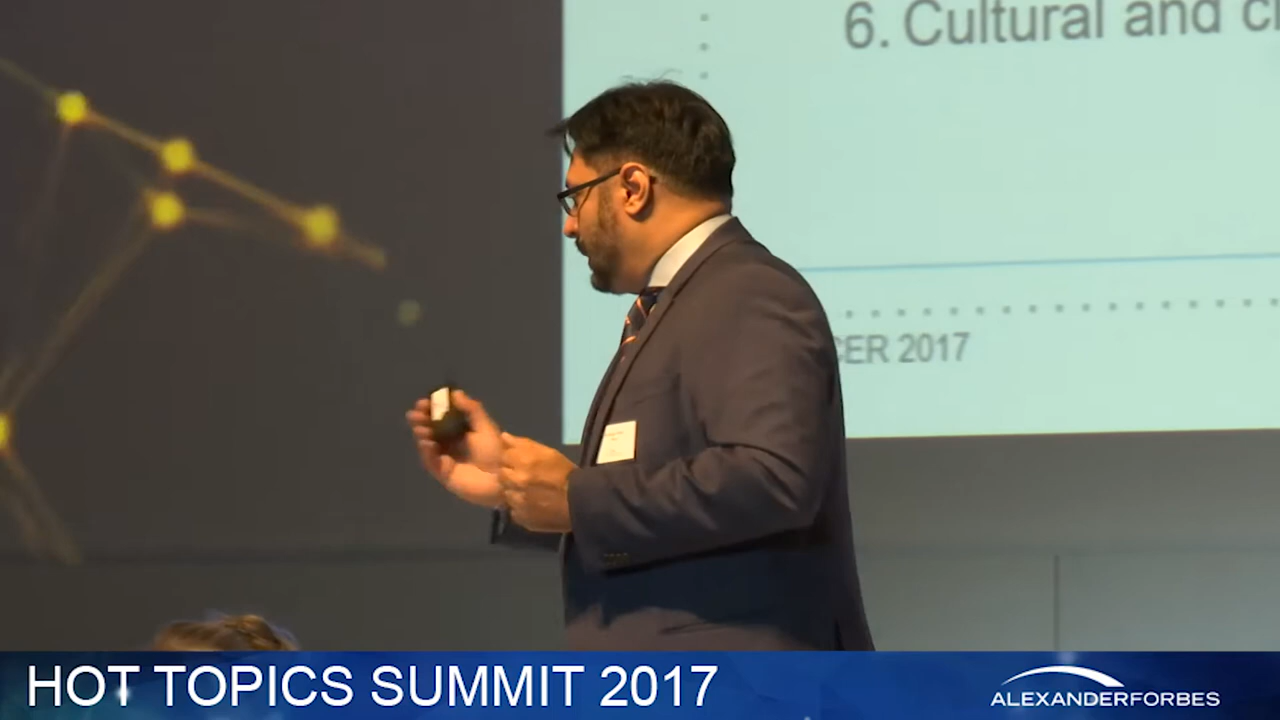 6. Cultural and
CER 2017
HOT TOPICS SUMMIT 2017
ALEXANDERFORBES